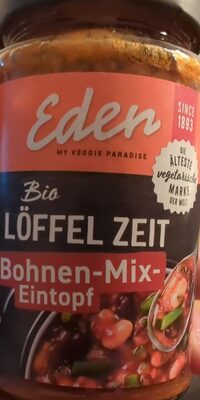 Eden
MY VEGGIE PARADISE
SINCE
1893
DIE
ÄLTESTE
vegetarische
MARKE
DER WELT
Bio
LÖFFEL ZEIT
Bohnen-Mix-
Eintopf